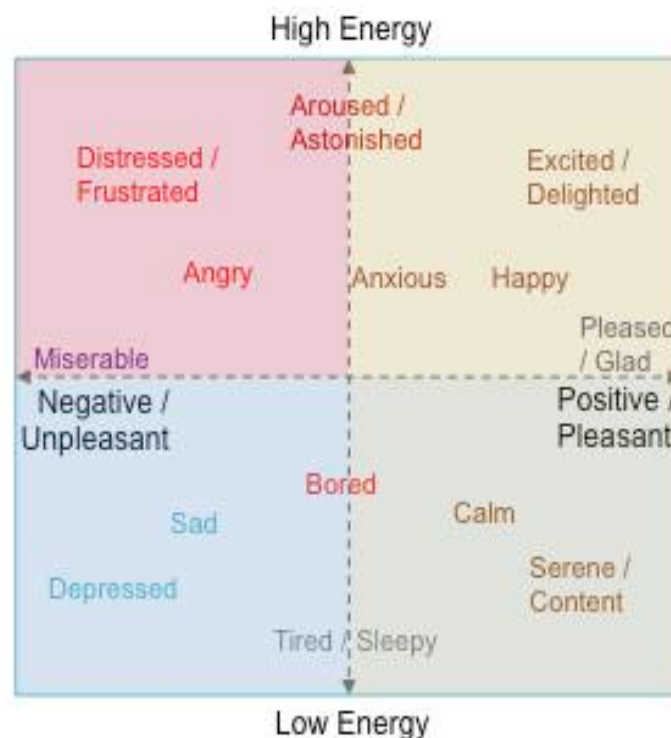 High Energy
Aroused /
Astonished
Distressed /
Frustrated
Excited /
Delighted
Angry
Anxious
Happy
Pleased
/ Glad
Miserable
Negative /
Unpleasant
Positive /
Pleasant
Bored
Sad
Calm
Depressed
Serene /
Content
Tired / Sleepy
Low Energy